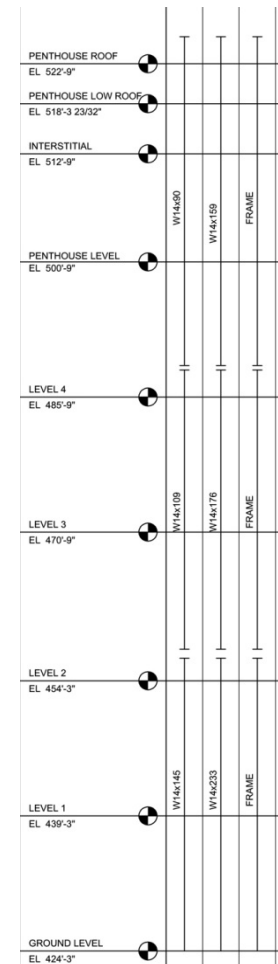 PENTHOUSE ROOF
EL 522'-9"
PENTHOUSE LOW ROOF
EL 518'-3 23/32"
INTERSTITIAL
EL 512'-9"
W14x90
W14x159
FRAME
PENTHOUSE LEVEL
EL 500'-9"
LEVEL 4
EL 485'-9"
W14x109
W14x176
FRAME
LEVEL 3
EL 470'-9"
LEVEL 2
EL 454'-3"
W14x145
W14x233
FRAME
LEVEL 1
EL 439'-3"
GROUND LEVEL
EL 424'-3"